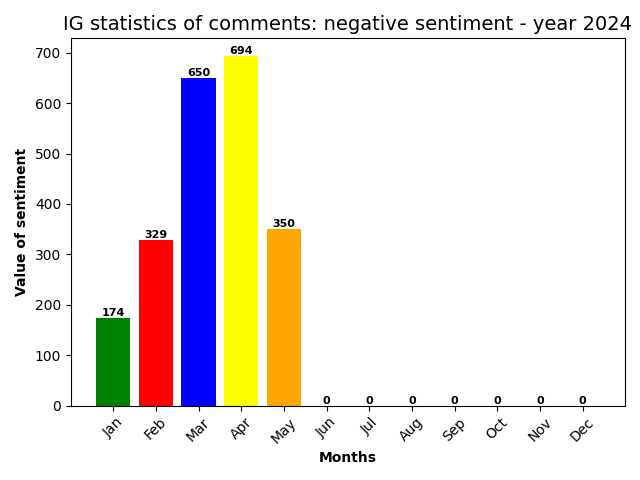 IG statistics of comments: negative sentiment - year 2024
Value of sentiment
700
600
500
400
300
200
100
0
174
329
650
694
350
0
0
0
0
0
0
0
Jan
Feb
Mar
Apr
May
Jun
Jul
Aug
Sep
Oct
Nov
Dec
Months